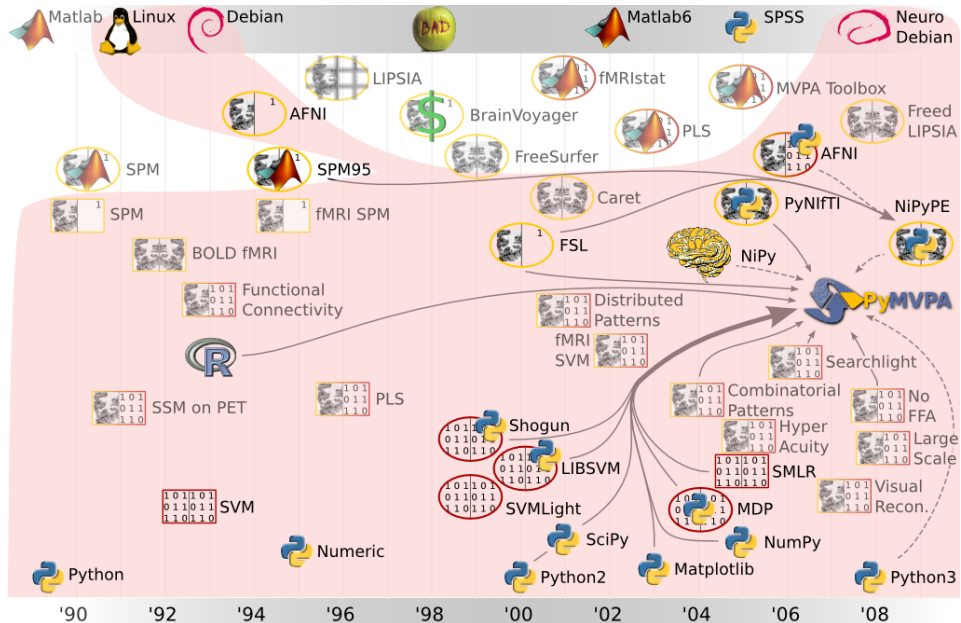 Matlab
Linux
Debian
BAD
Matlab6
SPSS
Neuro
Debian
LIPSIA
fMRIstat
MVPA Toolbox
AFNI
$
BrainVoyager
PLS
Freed
LIPSIA
FreeSurfer
AFNI
SPM
SPM95
Caret
PyNIfTI
NiPyPE
SPM
fMRI SPM
FSL
BOLD fMRI
NiPy
Functional
Connectivity
Distributed
Patterns
PyMVPA
fMRI
SVM
R
Searchlight
SSM on PET
PLS
Combinatorial
Patterns
No
FFA
Shogun
Hyper
Acuity
Large
Scale
LIBSVM
SMLR
SVM
SVMLight
MDP
Visual
Recon.
SciPy
NumPy
Numeric
Python
Python2
Matplotlib
Python3
'90
'92
'94
'96
'98
'00
'02
'04
'06
'08